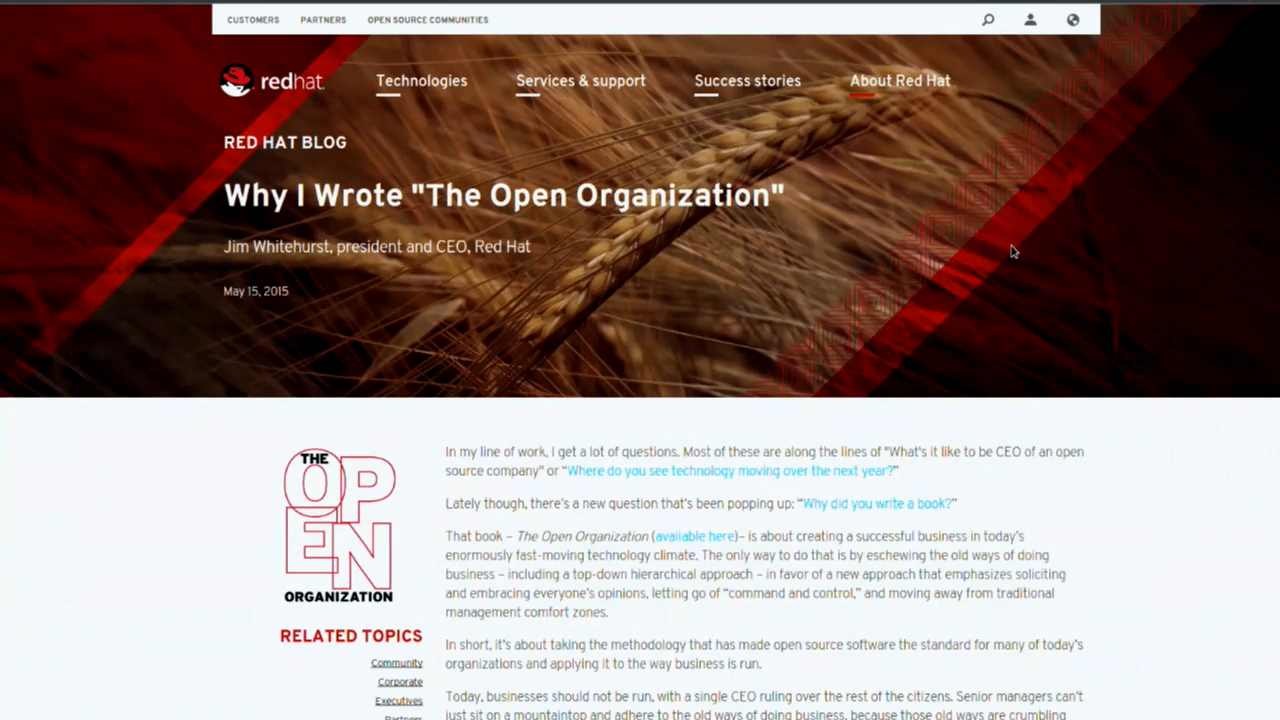 CUSTOMERS PARTNERS OPEN SOURCE COMMUNITIES
redhat. Technologies Services & support Success stories About Red Hat
RED HAT BLOG
Why I Wrote "The Open Organization"
Jim Whitehurst, president and CEO, Red Hat
May 15, 2015
THE
OP
EN
ORGANIZATION
RELATED TOPICS
Community
Corporate
Executives
Partners
In my line of work, I get a lot of questions. Most of these are along the lines of "What's it like to be CEO of an open
source company" or “Where do you see technology moving over the next year?”
Lately though, there’s a new question that’s been popping up: “Why did you write a book?”
That book – The Open Organization (available here)– is about creating a successful business in today’s
enormously fast-moving technology climate. The only way to do that is by eschewing the old ways of doing
business – including a top-down hierarchical approach – in favor of a new approach that emphasizes soliciting
and embracing everyone’s opinions, letting go of “command and control,” and moving away from traditional
management comfort zones.
In short, it’s about taking the methodology that has made open source software the standard for many of today’s
organizations and applying it to the way business is run.
Today, businesses should not be run, with a single CEO ruling over the rest of the citizens. Senior managers can’t
just sit on a mountaintop and adhere to the old ways of doing business, because those old ways are crumbling